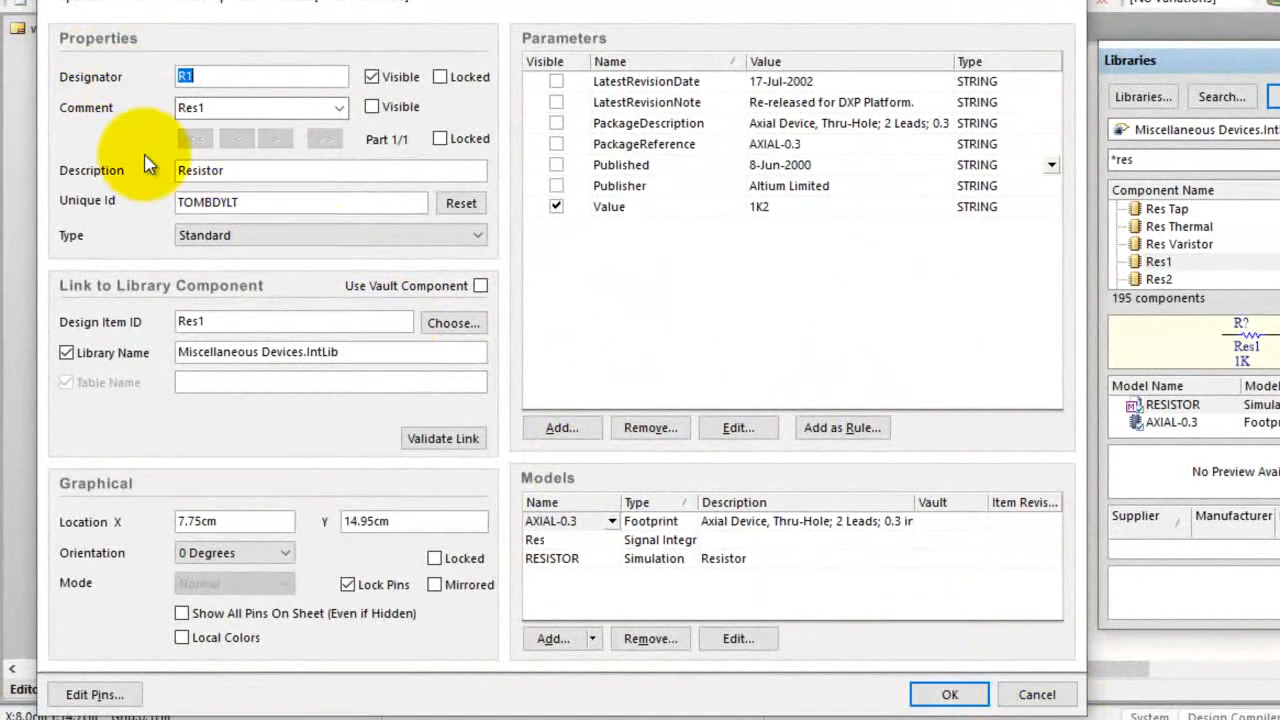 [No Variations]
Properties
Designator R1 Visible Locked
Comment Res1 Visible
<< < > >> Part 1/1 Locked
Description Resistor
Unique Id TOMBDYLT Reset
Type Standard
Link to Library Component Use Vault Component
Design Item ID Res1 Choose...
Library Name Miscellaneous Devices.IntLib
Table Name
Validate Link
Graphical
Location X 7.75cm Y 14.95cm
Orientation 0 Degrees Locked
Mode Normal Lock Pins Mirrored
Show All Pins On Sheet (Even if Hidden)
Local Colors
Edit Pins...
Parameters
Visible Name / Value Type
LatestRevisionDate 17-Jul-2002 STRING
LatestRevisionNote Re-released for DXP Platform. STRING
PackageDescription Axial Device, Thru-Hole; 2 Leads; 0.3 STRING
PackageReference AXIAL-0.3 STRING
Published 8-Jun-2000 STRING
Publisher Altium Limited STRING
Value 1K2 STRING
Add... Remove... Edit... Add as Rule...
Models
Name Type / Description Vault Item Revis...
AXIAL-0.3 Footprint Axial Device, Thru-Hole; 2 Leads; 0.3 ir
Res Signal Integr
RESISTOR Simulation Resistor
Add... Remove... Edit...
OK Cancel
Libraries
Libraries... Search...
Miscellaneous Devices.Int
*res
Component Name
Res Tap
Res Thermal
Res Varistor
Res1
Res2
195 components
R?
Res1
1K
Model Name Model
RESISTOR Simula
AXIAL-0.3 Footp
No Preview Avai
Supplier / Manufacturer
Edito
System Design Compiler